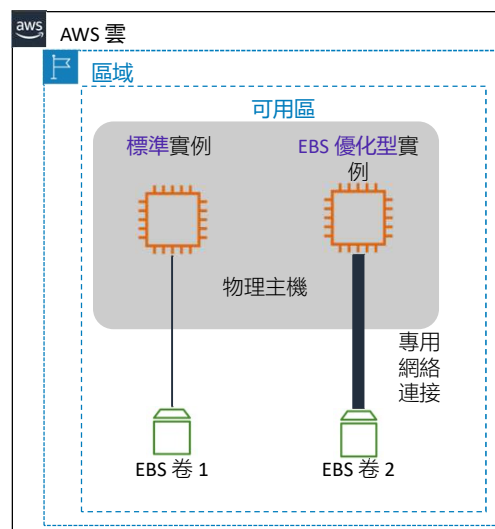 aws
AWS 雲
區域
可用區
標準實例
EBS 優化型實
例
物理主機
專用
網絡
連接
EBS 卷 1
EBS 卷 2